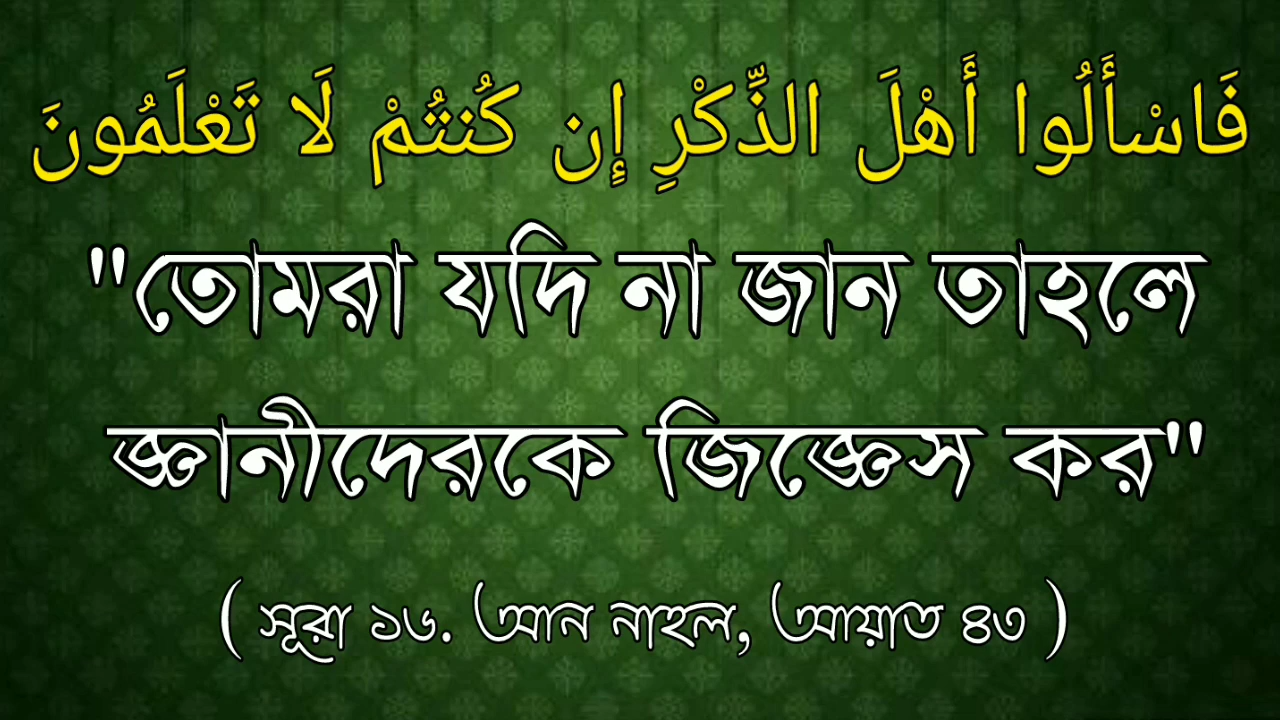 فَاسْأَلُوا أَهْلَ الذِّكْرِ إِن كُنتُمْ لَا تَعْلَمُونَ
"তোমরা যদি না জান তাহলে
জ্ঞানীদেরকে জিজ্ঞেস কর"
( সূরা ১৬. আন নাহল, আয়াত ৪৩ )